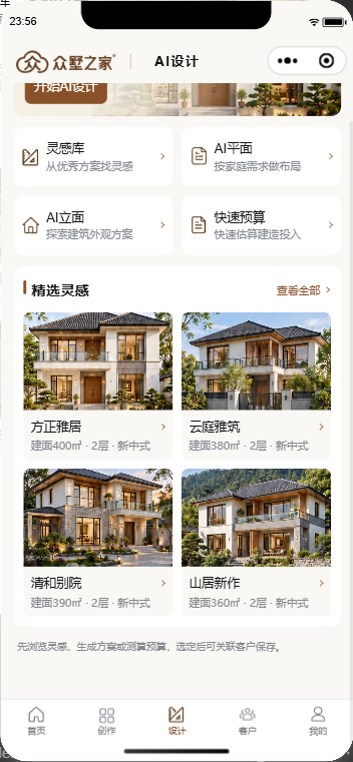 23:56
众墅之家
AI设计
开始AI设计
灵感库
从优秀方案找灵感
AI平面
按家庭需求做布局
AI立面
探索建筑外观方案
快速预算
快速估算建造投入
精选灵感
查看全部
方正雅居
建面400㎡ · 2层 · 新中式
云庭雅筑
建面380㎡ · 2层 · 新中式
清和别院
建面390㎡ · 2层 · 新中式
山居新作
建面360㎡ · 2层 · 新中式
先浏览灵感、生成方案或测算预算，选定后可关联客户保存。
首页
创作
设计
客户
我的